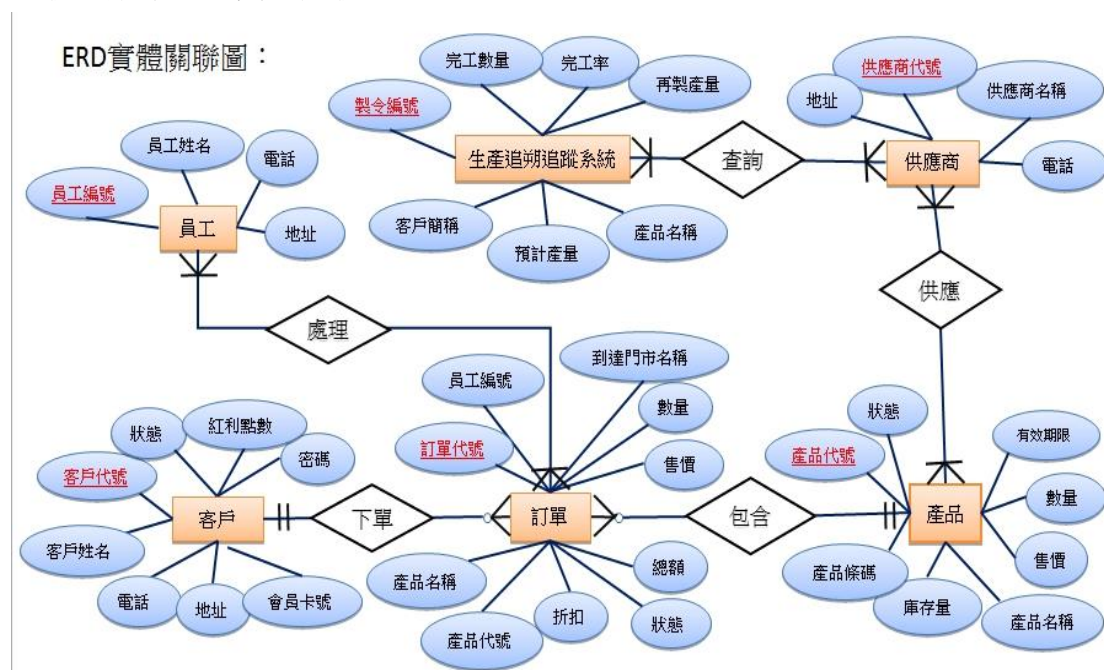 ERD實體關聯圖：
完工數量
完工率
再製產量
製令編號
生產追朔追蹤系統
客戶簡稱
預計產量
產品名稱
查詢
供應商代號
地址
供應商名稱
供應商
電話
員工姓名
電話
員工編號
員工
地址
處理
供應
到達門市名稱
員工編號
數量
訂單代號
售價
訂單
產品名稱
總額
產品代號
折扣
狀態
狀態
紅利點數
密碼
客戶代號
客戶
客戶姓名
電話
地址
會員卡號
下單
包含
狀態
有效期限
產品代號
數量
產品
售價
產品條碼
庫存量
產品名稱